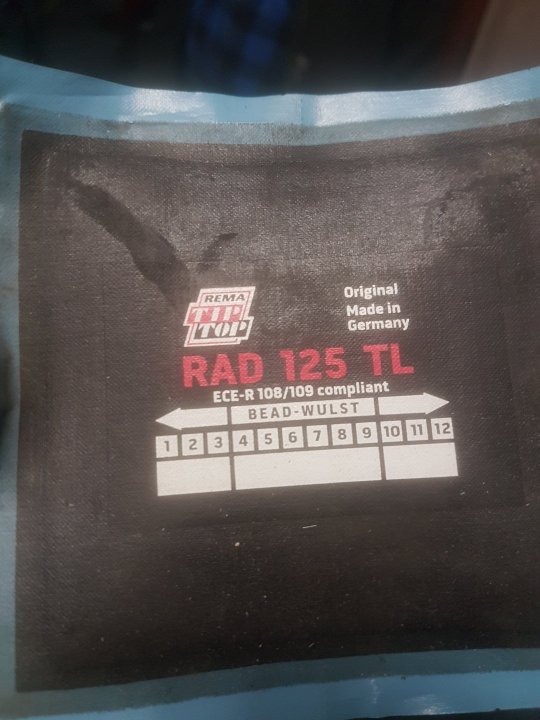 REMA
TIP
TOP
Original
Made in
Germany
RAD 125 TL
ECE-R 108/109 compliant
BEAD-WULST
1 2 3 4 5 6 7 8 9 10 11 12